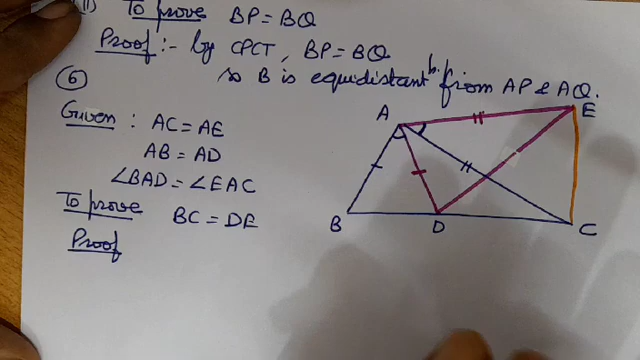 (ii) To prove BP = BQ
Proof :- by CPCT, BP = BQ
so B is equidistant from AP & AQ.
(6)
Given : AC = AE
AB = AD
∠BAD = ∠EAC
To prove BC = DE
Proof
A
E
B
D
C